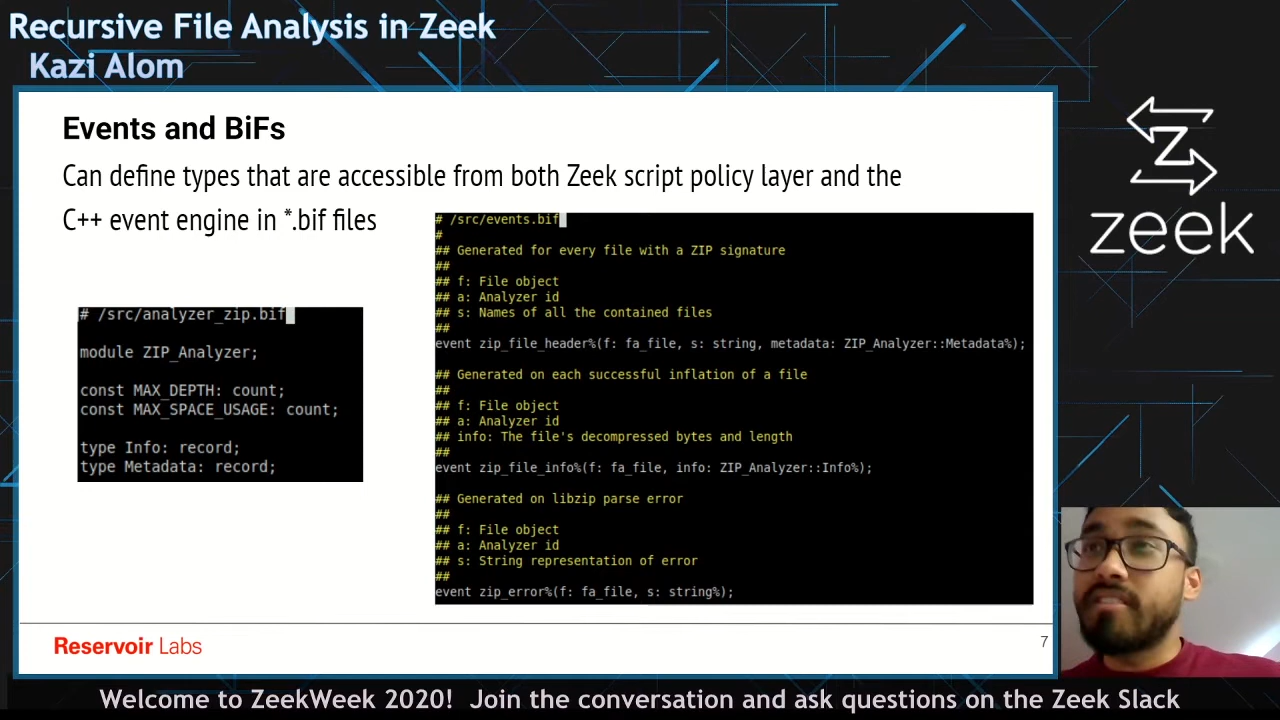 Recursive File Analysis in Zeek
Kazi Alom
Events and BiFs
Can define types that are accessible from both Zeek script policy layer and the
C++ event engine in *.bif files
# /src/analyzer_zip.bif
module ZIP_Analyzer;
const MAX_DEPTH: count;
const MAX_SPACE_USAGE: count;
type Info: record;
type Metadata: record;
# /src/events.bif
#
## Generated for every file with a ZIP signature
##
## f: File object
## a: Analyzer id
## s: Names of all the contained files
##
event zip_file_header%(f: fa_file, s: string, metadata: ZIP_Analyzer::Metadata%);
## Generated on each successful inflation of a file
##
## f: File object
## a: Analyzer id
## info: The file's decompressed bytes and length
##
event zip_file_info%(f: fa_file, info: ZIP_Analyzer::Info%);
## Generated on libzip parse error
##
## f: File object
## a: Analyzer id
## s: String representation of error
##
event zip_error%(f: fa_file, s: string%);
Reservoir Labs
7
Z
zeek
Welcome to ZeekWeek 2020! Join the conversation and ask questions on the Zeek Slack